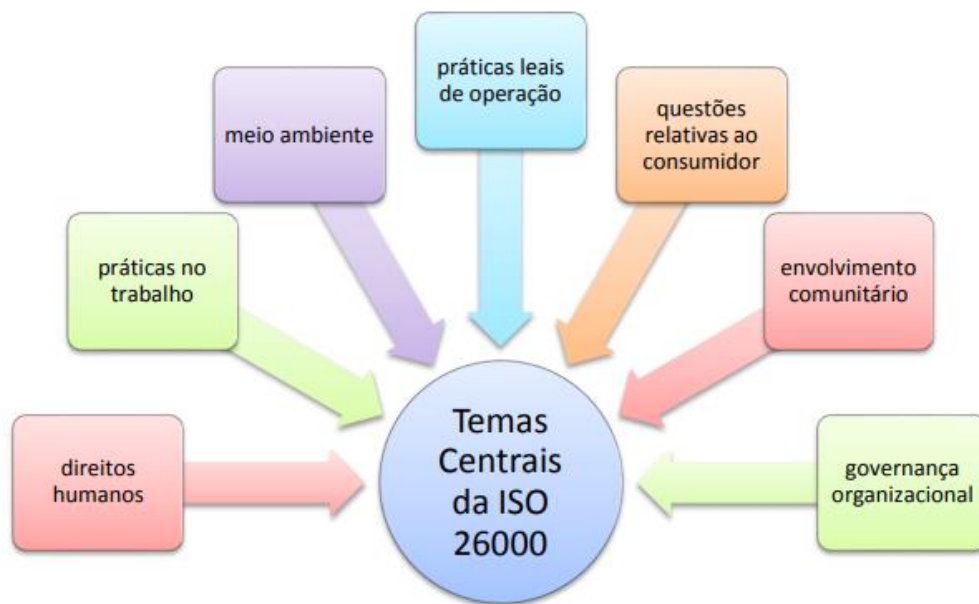 práticas leais
de operação
meio ambiente
questões
relativas ao
consumidor
práticas no
trabalho
envolvimento
comunitário
direitos
humanos
Temas
Centrais
da ISO
26000
governança
organizacional